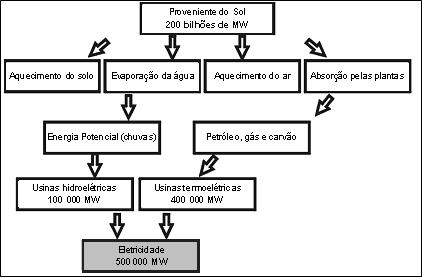 Proveniente do Sol
200 bilhões de MW
Aquecimento do solo
Evaporação da água
Aquecimento do ar
Absorção pelas plantas
Energia Potencial (chuvas)
Petróleo, gás e carvão
Usinas hidroelétricas
100 000 MW
Usinas termoelétricas
400 000 MW
Eletricidade
500 000 MW